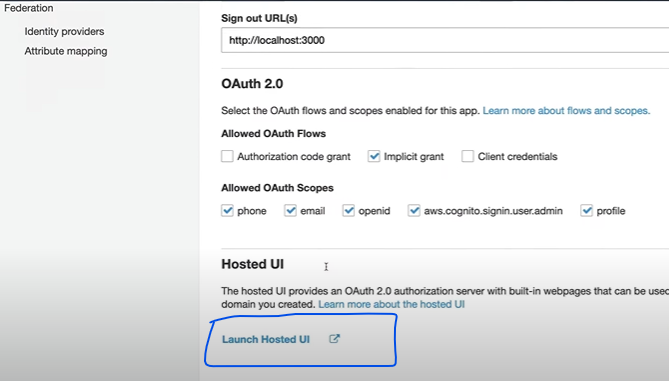 Federation
Identity providers
Attribute mapping
Sign out URL(s)
http://localhost:3000
OAuth 2.0
Select the OAuth flows and scopes enabled for this app. Learn more about flows and scopes.
Allowed OAuth Flows
Authorization code grant Implicit grant Client credentials
Allowed OAuth Scopes
phone email openid aws.cognito.signin.user.admin profile
Hosted UI
The hosted UI provides an OAuth 2.0 authorization server with built-in webpages that can be used
domain you created. Learn more about the hosted UI
Launch Hosted UI